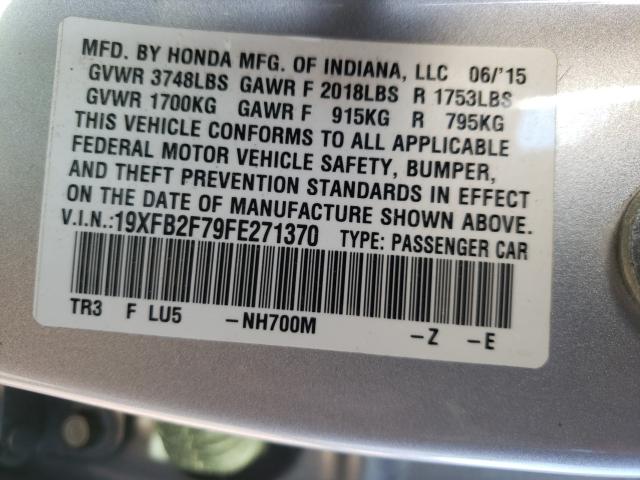 MFD. BY HONDA MFG. OF INDIANA, LLC 06/'15
GVWR 3748LBS GAWR F 2018LBS R 1753LBS
GVWR 1700KG GAWR F 915KG R 795KG
THIS VEHICLE CONFORMS TO ALL APPLICABLE
FEDERAL MOTOR VEHICLE SAFETY, BUMPER,
AND THEFT PREVENTION STANDARDS IN EFFECT
ON THE DATE OF MANUFACTURE SHOWN ABOVE.
V.I.N.:19XFB2F79FE271370 TYPE: PASSENGER CAR
TR3 F LU5 –NH700M –Z –E